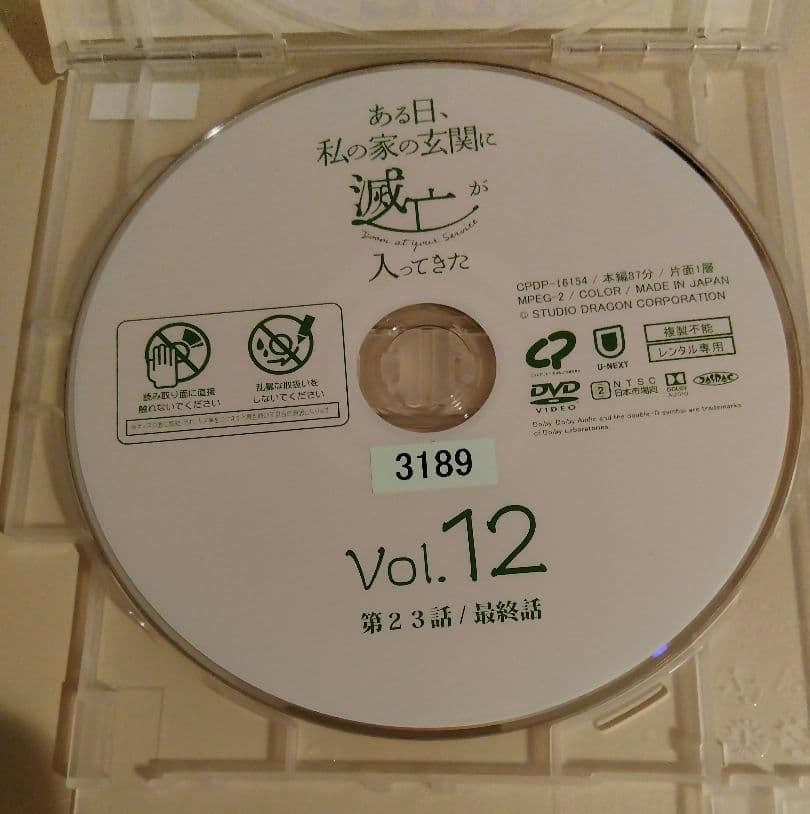 ある日、
私の家の玄関に
滅亡が
Doom at Your Service
入ってきた
CPDP-16154 / 本編87分 / 片面1層
MPEG-2 / COLOR / MADE IN JAPAN
© STUDIO DRAGON CORPORATION
読み取り面に直接
触れないでください
乱暴な取扱いを
しないでください
CP
U-NEXT
複製不能
レンタル専用
DVD
VIDEO
2
NTSC
日本市場向
DOLBY
AUDIO
JASRAC
Dolby, Dolby Audio and the double-D symbol are trademarks
of Dolby Laboratories.
3189
Vol.12
第23話/最終話